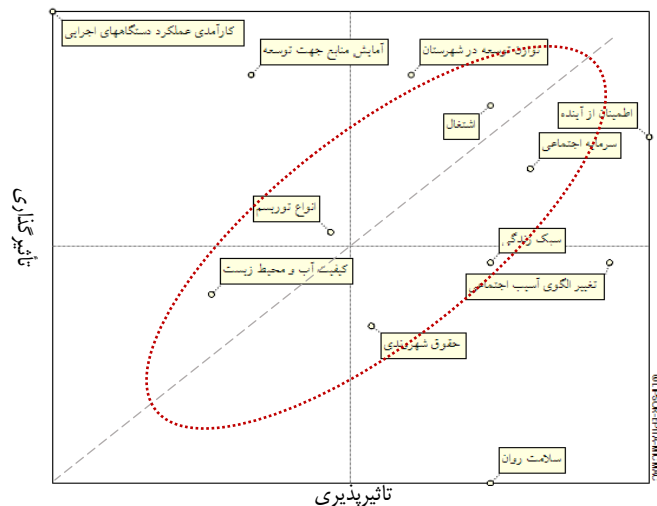 کارآمدی عملکرد دستگاههای اجرایی
آمایش منابع جهت توسعه
توازن توسعه در شهرستان
اشتغال
اطمینان از آینده
سرمایه اجتماعی
انواع توریسم
سبک زندگی
کیفیت آب و محیط زیست
تغییر الگوی آسیب اجتماعی
حقوق شهروندی
سلامت روان
تأثیرگذاری
تاثیرپذیری